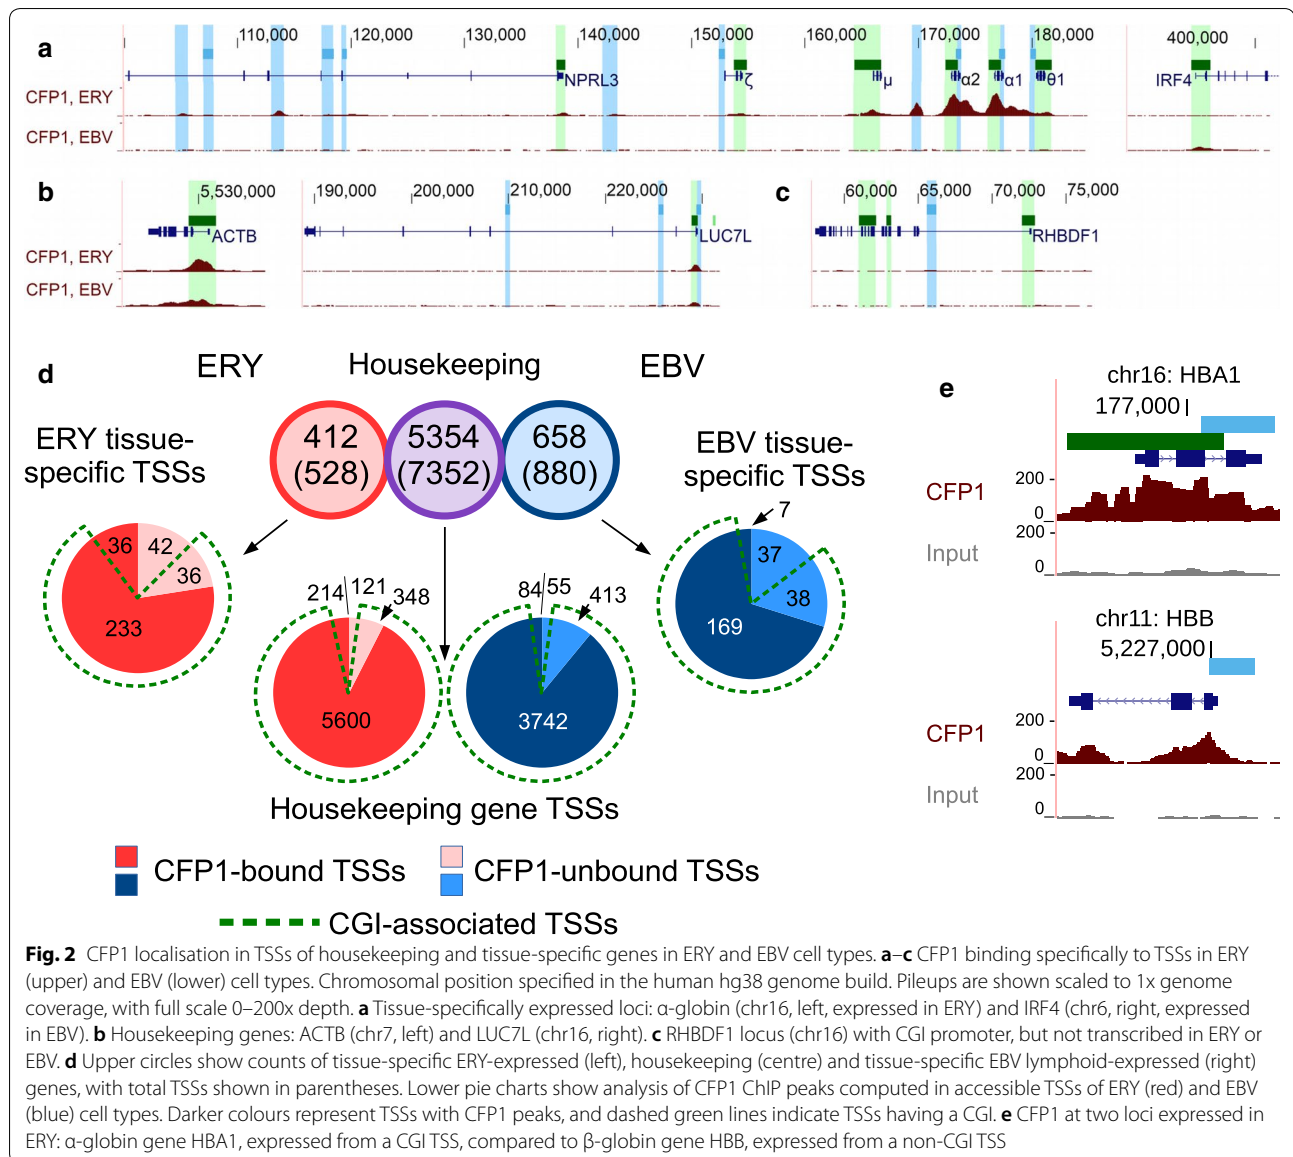 a
110,000 120,000 130,000 140,000 150,000 160,000 170,000 180,000 400,000
NPRL3 ζ μ α2 α1 θ1 IRF4
CFP1, ERY
CFP1, EBV
b
5,530,000 190,000 200,000 210,000 220,000
ACTB LUC7L
CFP1, ERY
CFP1, EBV
c
60,000 65,000 70,000 75,000
RHBDF1
d
ERY Housekeeping EBV
412 5354 658
(528) (7352) (880)
ERY tissue-
specific TSSs
EBV tissue-
specific TSSs
36 42
36
233
7
37
38
169
214 121 348
5600
84 55 413
3742
Housekeeping gene TSSs
CFP1-bound TSSs CFP1-unbound TSSs
CGI-associated TSSs
e
chr16: HBA1
177,000
200
CFP1
0
200
Input
0
chr11: HBB
5,227,000
200
CFP1
0
200
Input
0
Fig. 2 CFP1 localisation in TSSs of housekeeping and tissue-specific genes in ERY and EBV cell types. a–c CFP1 binding specifically to TSSs in ERY
(upper) and EBV (lower) cell types. Chromosomal position specified in the human hg38 genome build. Pileups are shown scaled to 1x genome
coverage, with full scale 0–200x depth. a Tissue-specifically expressed loci: α-globin (chr16, left, expressed in ERY) and IRF4 (chr6, right, expressed
in EBV). b Housekeeping genes: ACTB (chr7, left) and LUC7L (chr16, right). c RHBDF1 locus (chr16) with CGI promoter, but not transcribed in ERY or
EBV. d Upper circles show counts of tissue-specific ERY-expressed (left), housekeeping (centre) and tissue-specific EBV lymphoid-expressed (right)
genes, with total TSSs shown in parentheses. Lower pie charts show analysis of CFP1 ChIP peaks computed in accessible TSSs of ERY (red) and EBV
(blue) cell types. Darker colours represent TSSs with CFP1 peaks, and dashed green lines indicate TSSs having a CGI. e CFP1 at two loci expressed in
ERY: α-globin gene HBA1, expressed from a CGI TSS, compared to β-globin gene HBB, expressed from a non-CGI TSS